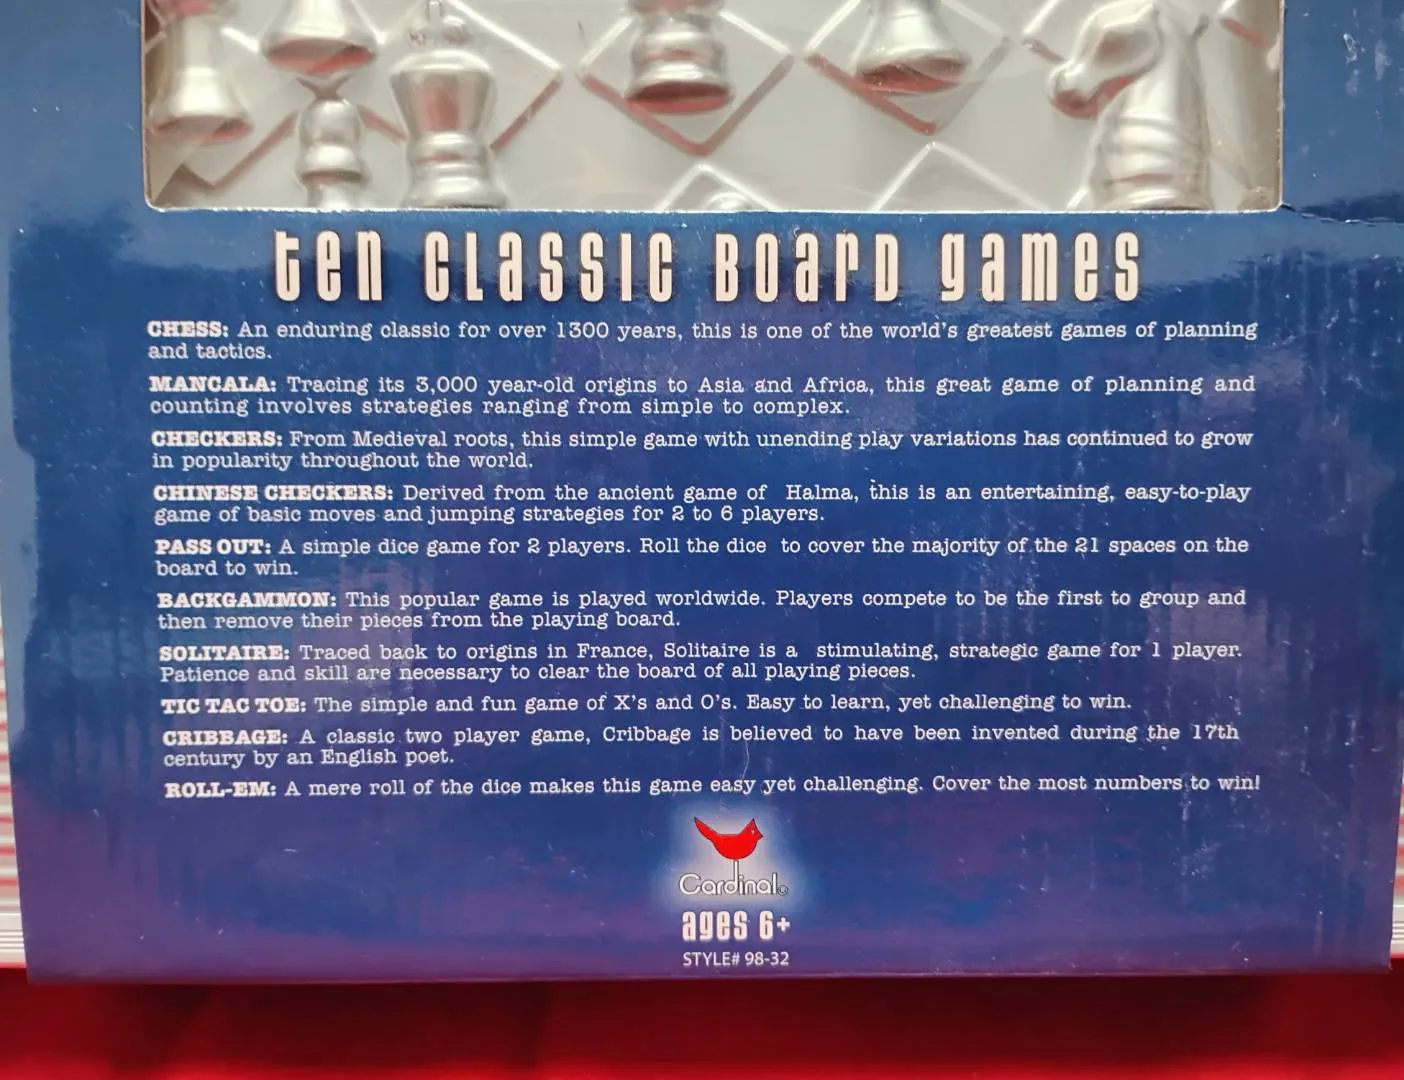 ten classic board games
CHESS: An enduring classic for over 1300 years, this is one of the world's greatest games of planning
and tactics.
MANCALA: Tracing its 3,000 year-old origins to Asia and Africa, this great game of planning and
counting involves strategies ranging from simple to complex.
CHECKERS: From Medieval roots, this simple game with unending play variations has continued to grow
in popularity throughout the world.
CHINESE CHECKERS: Derived from the ancient game of Halma, this is an entertaining, easy-to-play
game of basic moves and jumping strategies for 2 to 6 players.
PASS OUT: A simple dice game for 2 players. Roll the dice to cover the majority of the 21 spaces on the
board to win.
BACKGAMMON: This popular game is played worldwide. Players compete to be the first to group and
then remove their pieces from the playing board.
SOLITAIRE: Traced back to origins in France, Solitaire is a stimulating, strategic game for 1 player.
Patience and skill are necessary to clear the board of all playing pieces.
TIC TAC TOE: The simple and fun game of X's and O's. Easy to learn, yet challenging to win.
CRIBBAGE: A classic two player game, Cribbage is believed to have been invented during the 17th
century by an English poet.
ROLL-EM: A mere roll of the dice makes this game easy yet challenging. Cover the most numbers to win!
Cardinal®
ages 6+
STYLE# 98-32